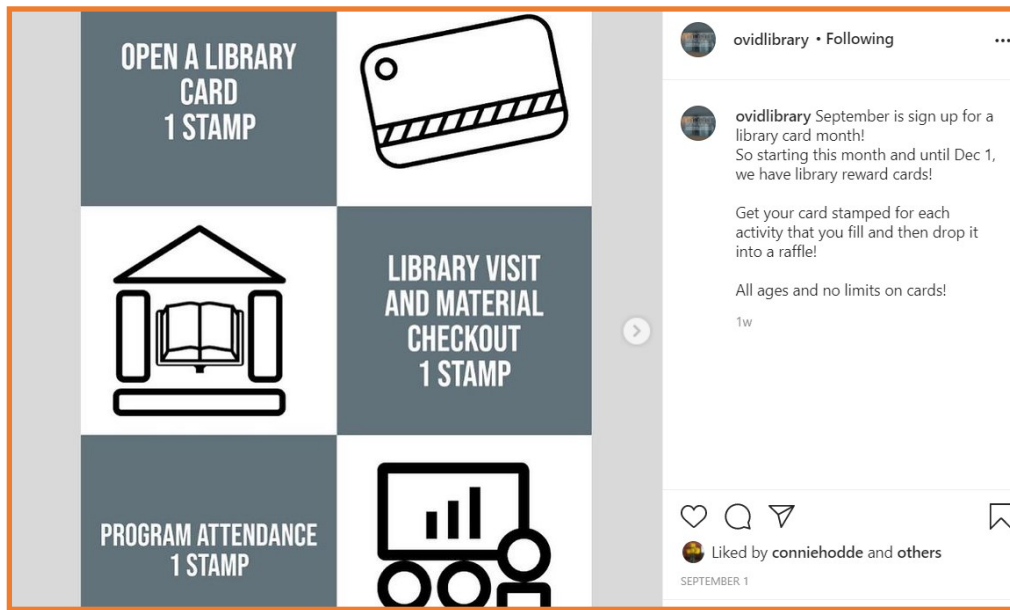 OPEN A LIBRARY
CARD
1 STAMP
LIBRARY VISIT
AND MATERIAL
CHECKOUT
1 STAMP
PROGRAM ATTENDANCE
1 STAMP
ovidlibrary • Following
ovidlibrary September is sign up for a
library card month!
So starting this month and until Dec 1,
we have library reward cards!
Get your card stamped for each
activity that you fill and then drop it
into a raffle!
All ages and no limits on cards!
1w
Liked by conniehodde and others
SEPTEMBER 1